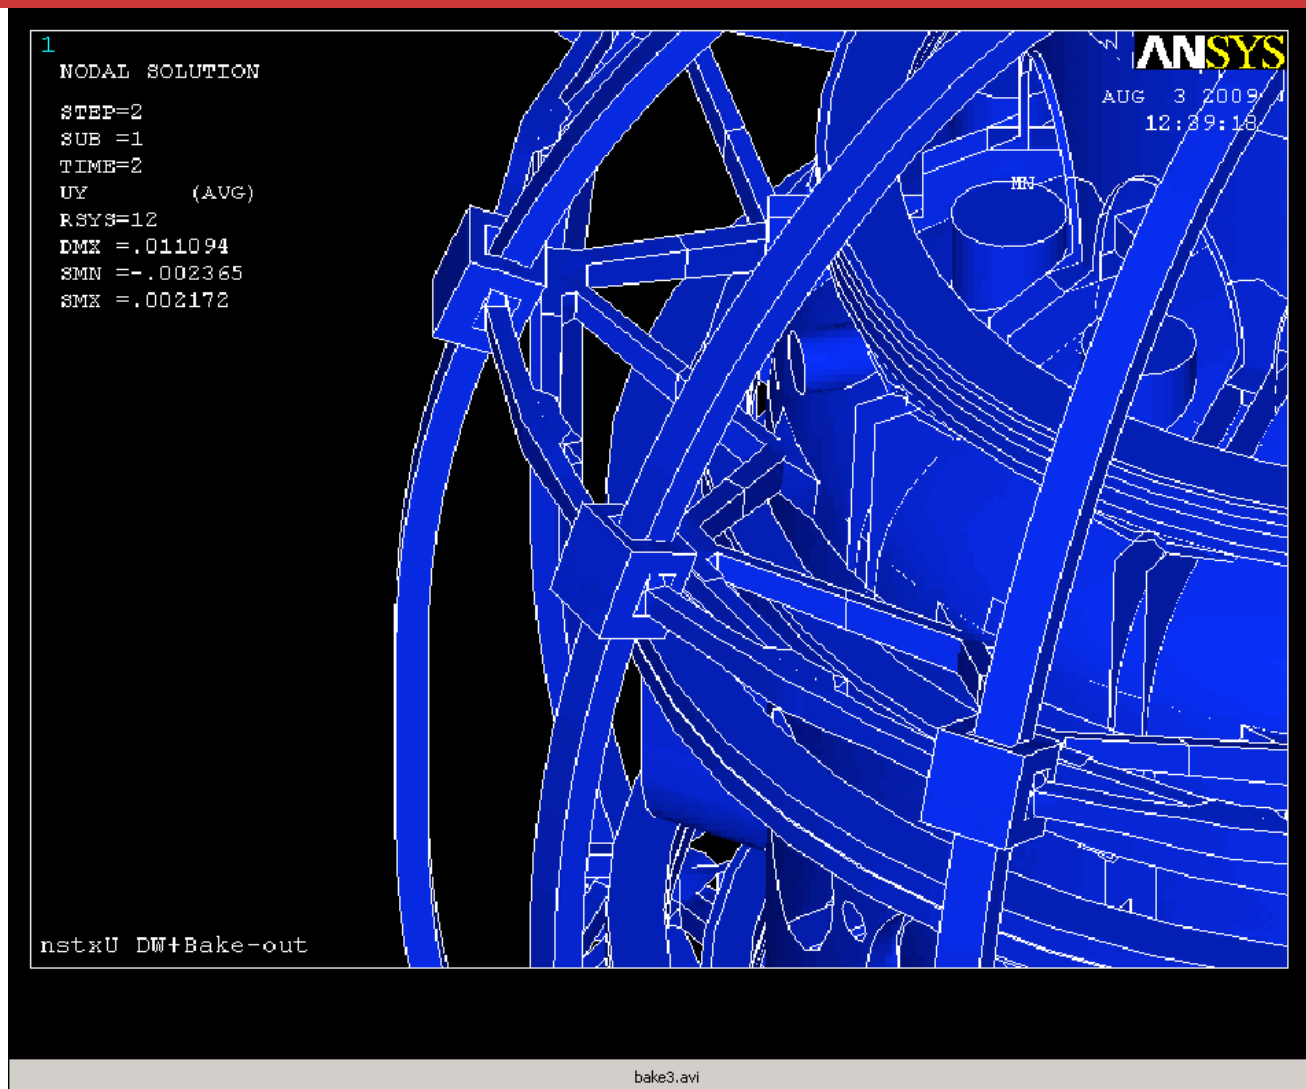 1
NODAL SOLUTION
STEP=2
SUB =1
TIME=2
UY (AVG)
RSYS=12
DMX =.011094
SMN =-.002365
SMX =.002172
ANSYS
AUG 3 2009
12:39:18
MN
nstxU DW+Bake-out
bake3.avi